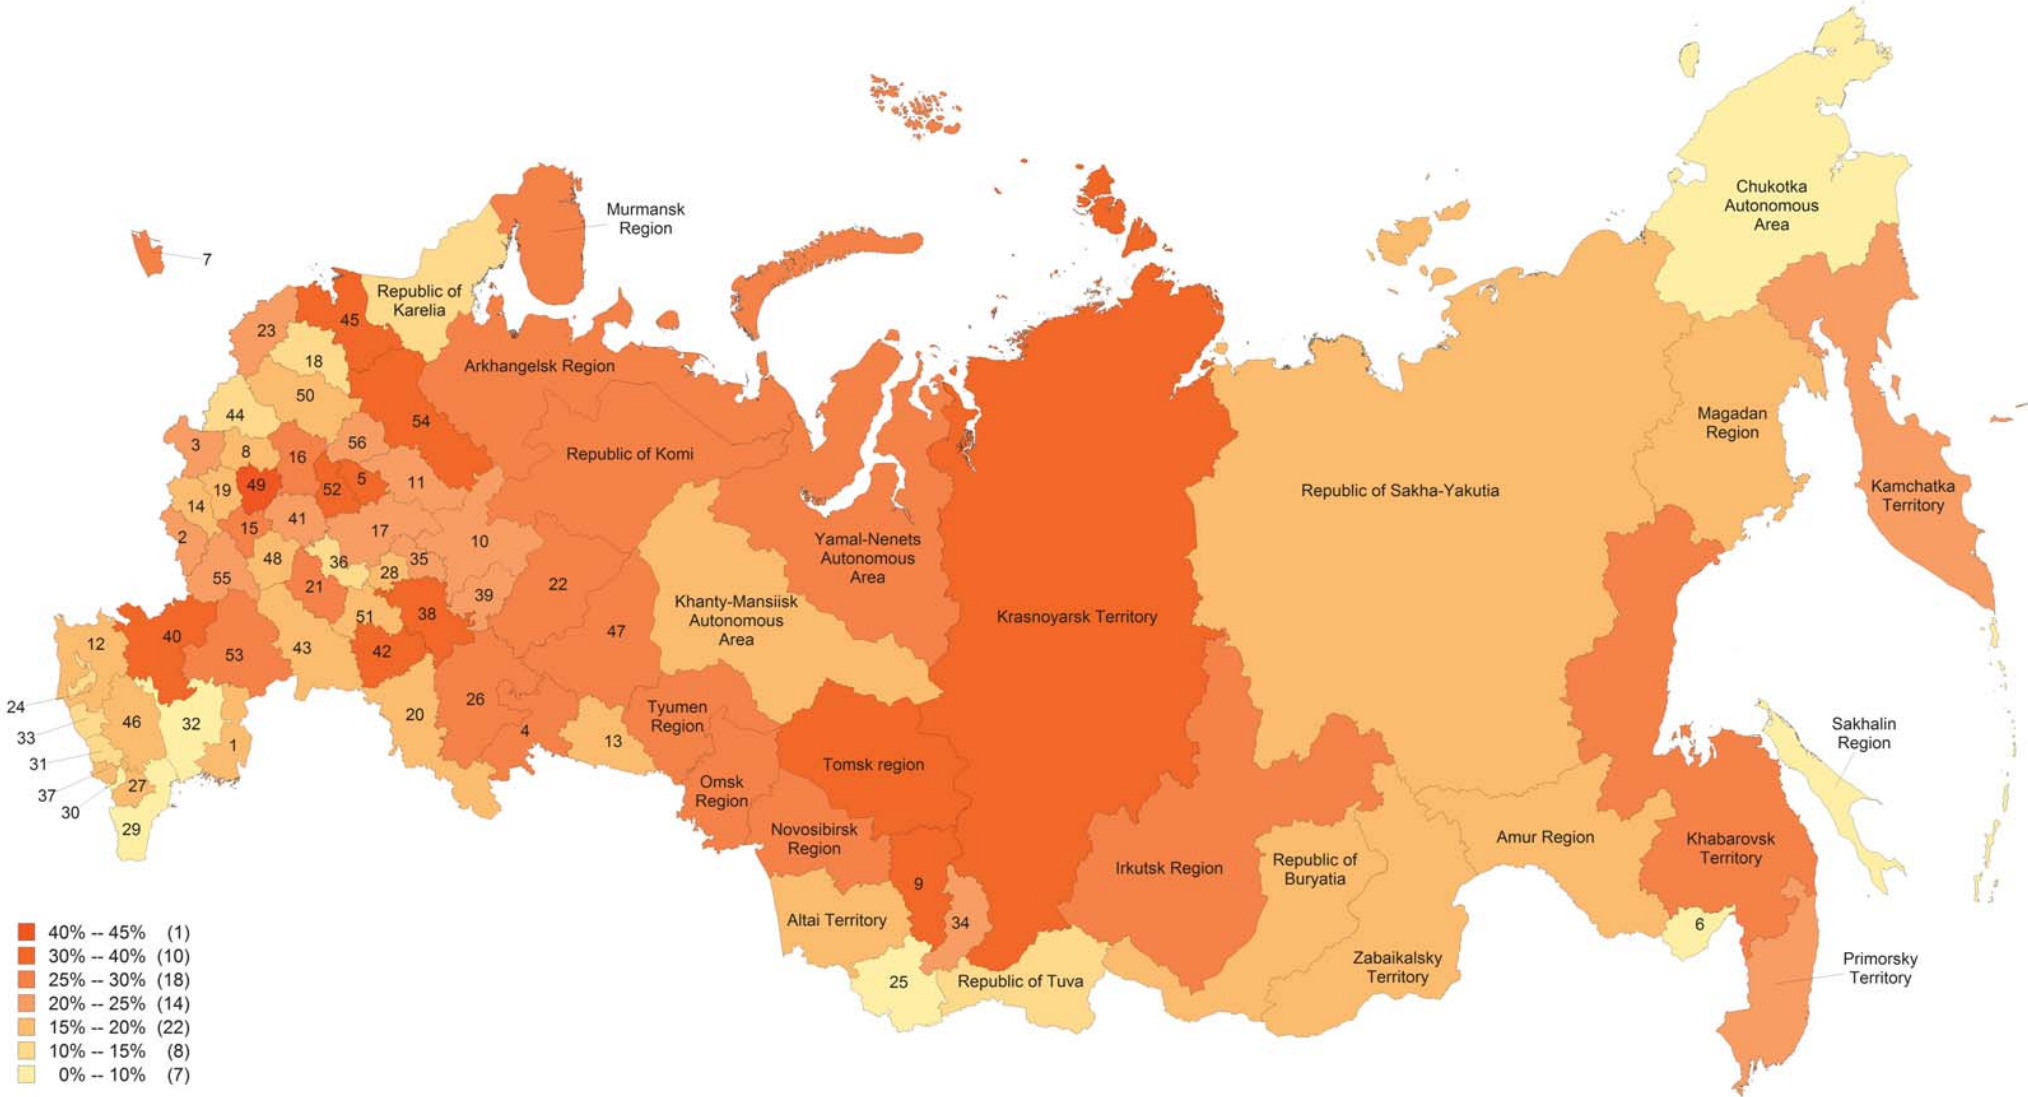 Chukotka
Autonomous
Area
Murmansk
Region
7
Republic of
Karelia
45
23
18
Arkhangelsk Region
50
44
54
Magadan
Region
3
56
8
16
Republic of Komi
49
5
52
11
19
Republic of Sakha-Yakutia
Kamchatka
Territory
14
15
41
17
2
10
Yamal-Nenets
Autonomous
Area
48
36
35
28
55
21
22
39
Khanty-Mansiisk
Autonomous
Area
51
38
Krasnoyarsk Territory
40
47
12
53
43
42
26
24
Tyumen
Region
20
46
32
Sakhalin
Region
33
4
13
1
31
Tomsk region
37
27
Omsk
Region
30
29
Novosibirsk
Region
Amur Region
Khabarovsk
Territory
Irkutsk Region
Republic of
Buryatia
9
Altai Territory
34
6
Zabaikalsky
Territory
Primorsky
Territory
25
Republic of Tuva
40% -- 45% (1)
30% -- 40% (10)
25% -- 30% (18)
20% -- 25% (14)
15% -- 20% (22)
10% -- 15% (8)
0% -- 10% (7)